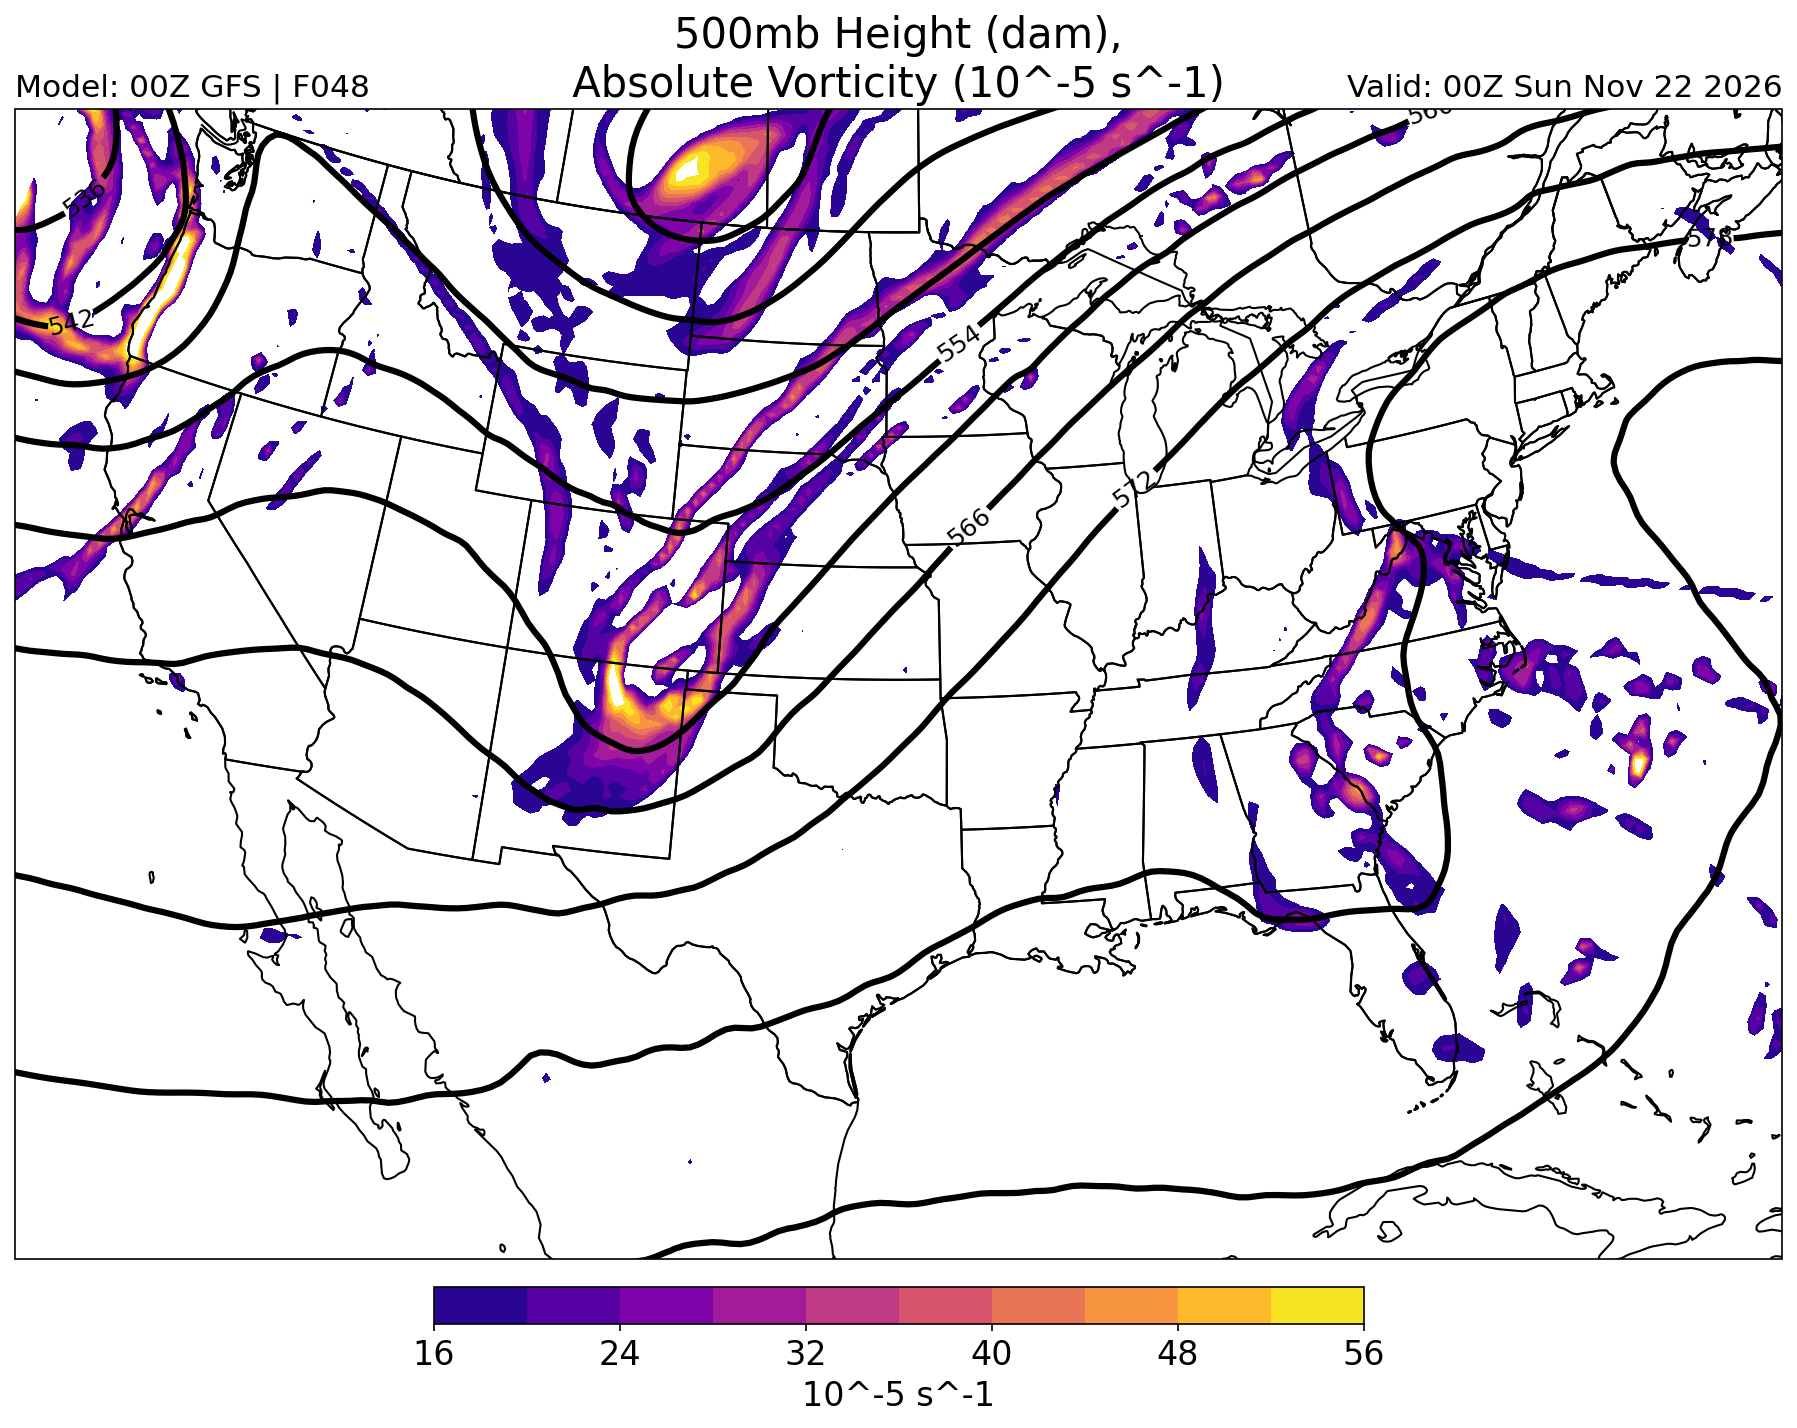 500mb Height (dam),
Model: 00Z GFS | F048
Absolute Vorticity (10^-5 s^-1)
Valid: 00Z Sun Nov 22 2026
536
542
554
566
572
578
16 24 32 40 48 56
10^-5 s^-1